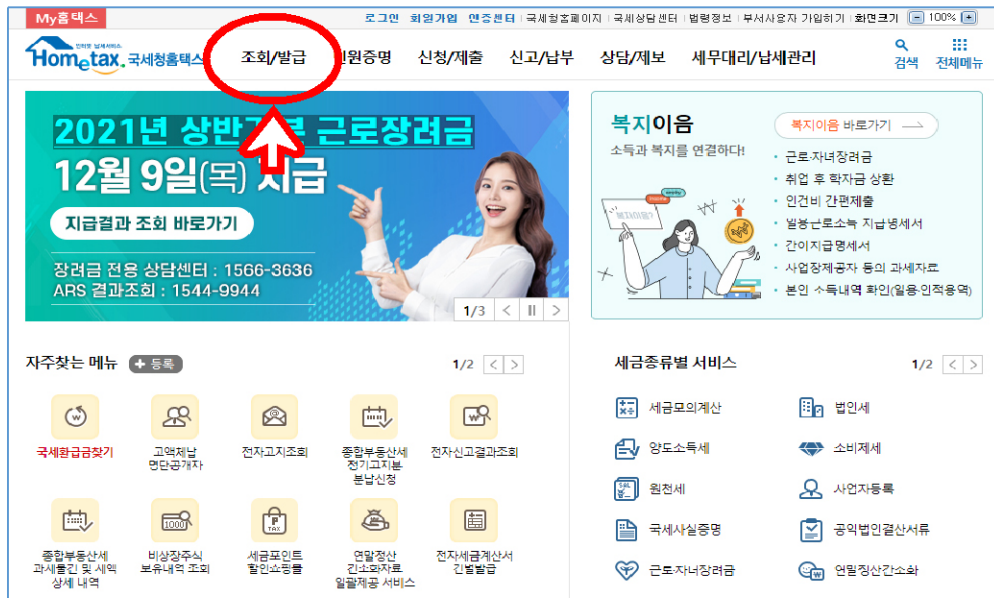 My홈택스
로그인 회원가입 인증센터 국세청홈페이지 국세상담센터 법령정보 부서사용자 가입하기 화면크기 100%
인터넷 납세서비스
Hometax. 국세청홈택스
조회/발급 민원증명 신청/제출 신고/납부 상담/제보 세무대리/납세관리
검색 전체메뉴
2021년 상반기분 근로장려금
12월 9일(목) 지급
지급결과 조회 바로가기
장려금 전용 상담센터 : 1566-3636
ARS 결과조회 : 1544-9944
1/3
복지이음
복지이음 바로가기
소득과 복지를 연결하다!
복지이음?
근로·자녀장려금
취업 후 학자금 상환
인건비 간편제출
일용근로소득 지급명세서
간이지급명세서
사업장제공자 등의 과세자료
본인 소득내역 확인(일용·인적용역)
자주찾는 메뉴 + 등록
1/2
국세환급금찾기
고액체납
명단공개자
전자고지조회
종합부동산세
정기고지분
분납신청
전자신고결과조회
종합부동산세
과세물건 및 세액
상세 내역
비상장주식
보유내역 조회
세금포인트
할인쇼핑몰
연말정산
간소화자료
일괄제공 서비스
전자세금계산서
건별발급
세금종류별 서비스
1/2
세금모의계산
법인세
양도소득세
소비제세
원천세
사업자등록
국세사실증명
공익법인결산서류
근로·자녀장려금
연말정산간소화